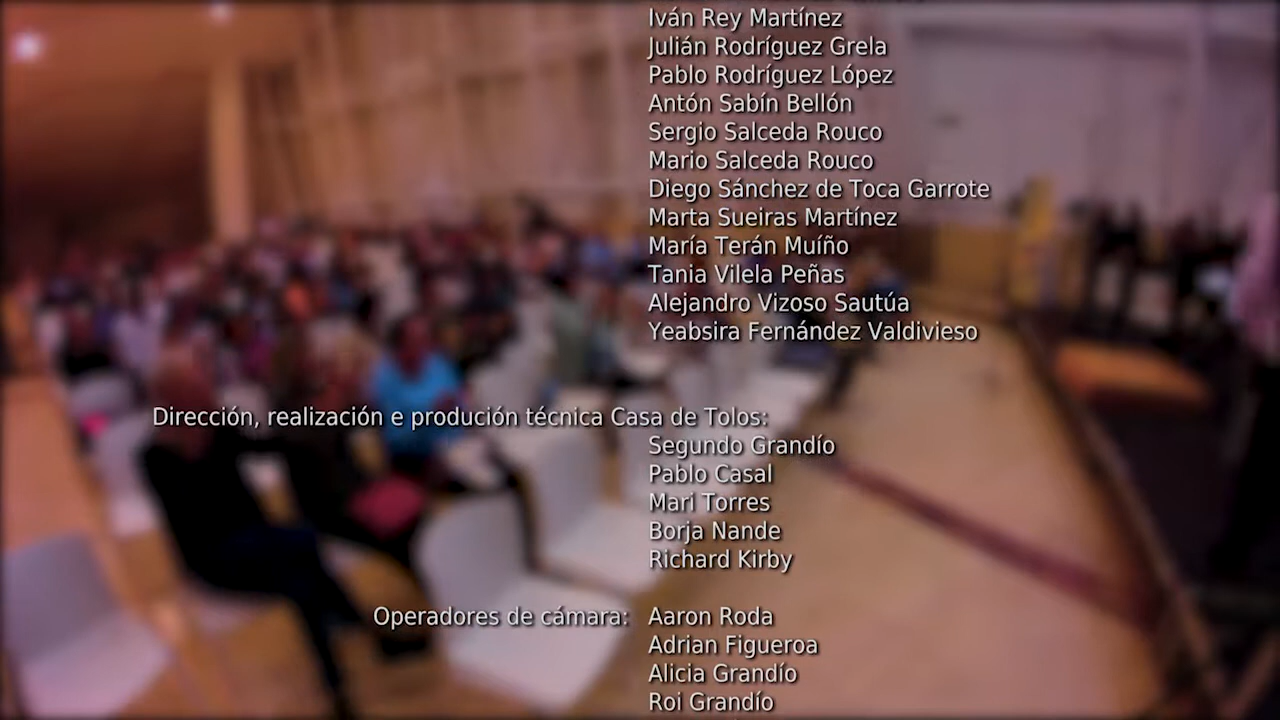 Iván Rey Martínez
Julián Rodríguez Grela
Pablo Rodríguez López
Antón Sabín Bellón
Sergio Salceda Rouco
Mario Salceda Rouco
Diego Sánchez de Toca Garrote
Marta Sueiras Martínez
María Terán Muíño
Tania Vilela Peñas
Alejandro Vizoso Sautúa
Yeabsira Fernández Valdivieso
Dirección, realización e produción técnica Casa de Tolos:
Segundo Grandío
Pablo Casal
Mari Torres
Borja Nande
Richard Kirby
Operadores de cámara: Aaron Roda
Adrian Figueroa
Alicia Grandío
Roi Grandío